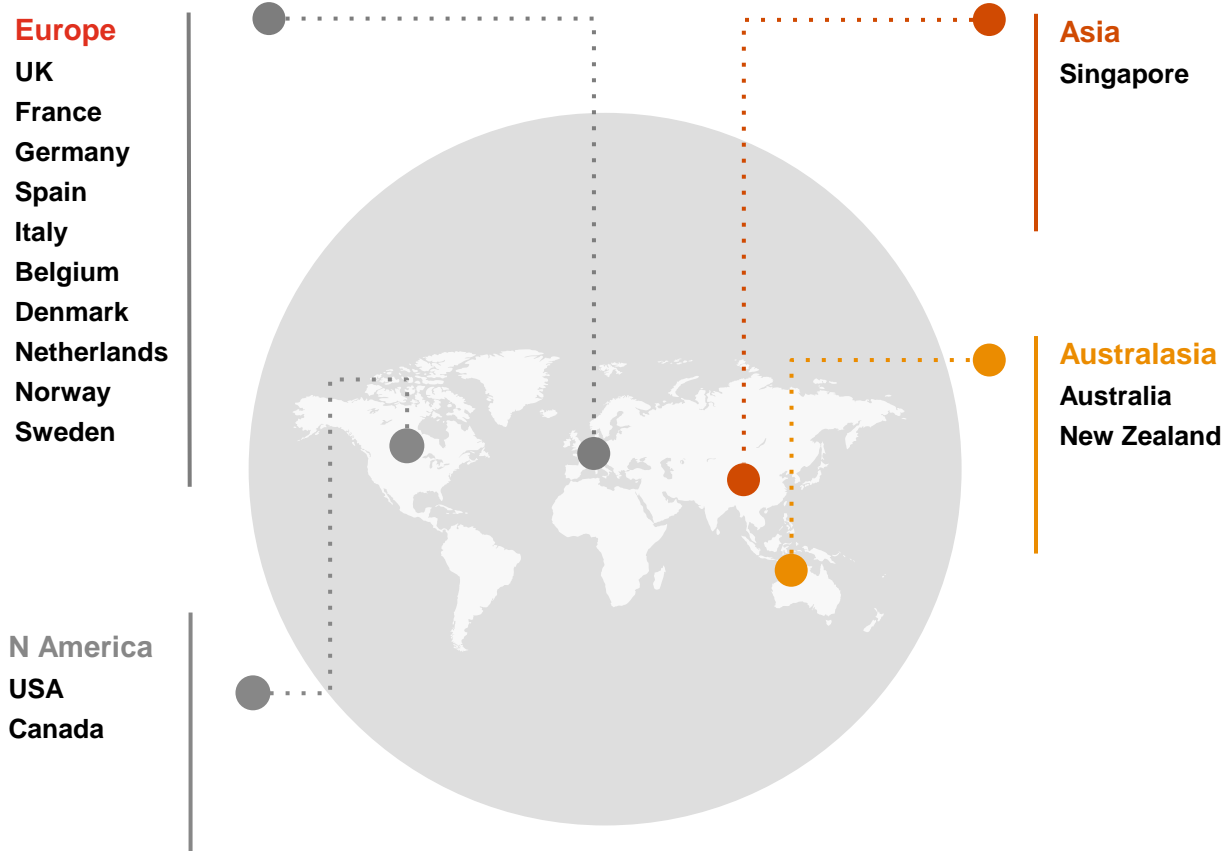 Europe
UK
France
Germany
Spain
Italy
Belgium
Denmark
Netherlands
Norway
Sweden
N America
USA
Canada
Asia
Singapore
Australasia
Australia
New Zealand